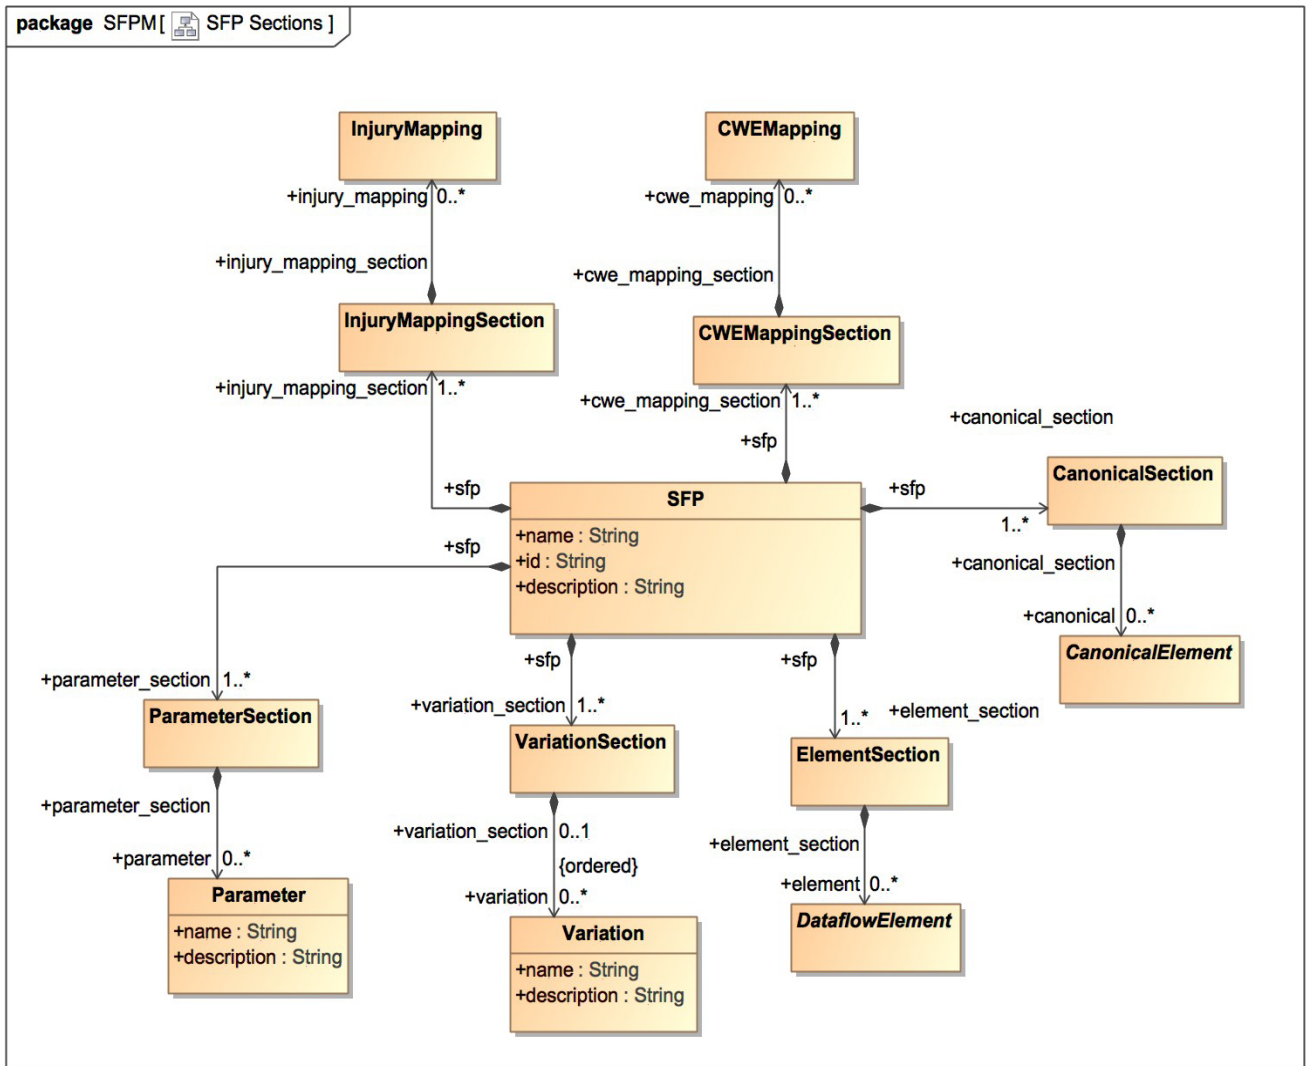 package SFPM[ SFP Sections ]
InjuryMapping
CWEMapping
+injury_mapping 0..*
+cwe_mapping 0..*
+injury_mapping_section
+cwe_mapping_section
InjuryMappingSection
CWEMappingSection
+injury_mapping_section 1..*
+cwe_mapping_section 1..*
+canonical_section
+sfp
+sfp
+sfp
CanonicalSection
SFP
1..*
+name : String
+id : String
+description : String
+sfp
+canonical_section
+canonical 0..*
CanonicalElement
+sfp
+sfp
+parameter_section 1..*
+variation_section 1..*
1..* +element_section
ParameterSection
VariationSection
ElementSection
+parameter_section
+variation_section 0..1
+element_section
{ordered}
+parameter 0..*
+variation 0..*
+element 0..*
Parameter
+name : String
+description : String
Variation
+name : String
+description : String
DataflowElement